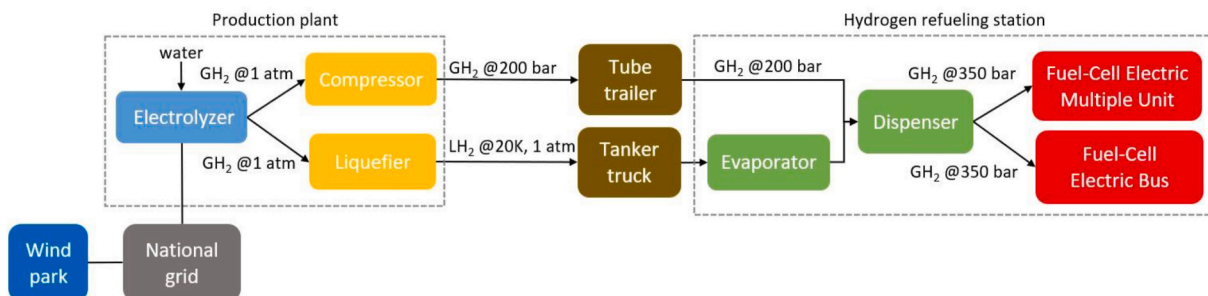 Production plant
Hydrogen refueling station
water
GH₂ @1 atm
Compressor
GH₂ @200 bar
Tube
trailer
GH₂ @200 bar
GH₂ @350 bar
Fuel-Cell Electric
Multiple Unit
Electrolyzer
Dispenser
GH₂ @1 atm
Liquefier
LH₂ @20K, 1 atm
Tanker
truck
Evaporator
GH₂ @350 bar
Fuel-Cell
Electric Bus
Wind
park
National
grid